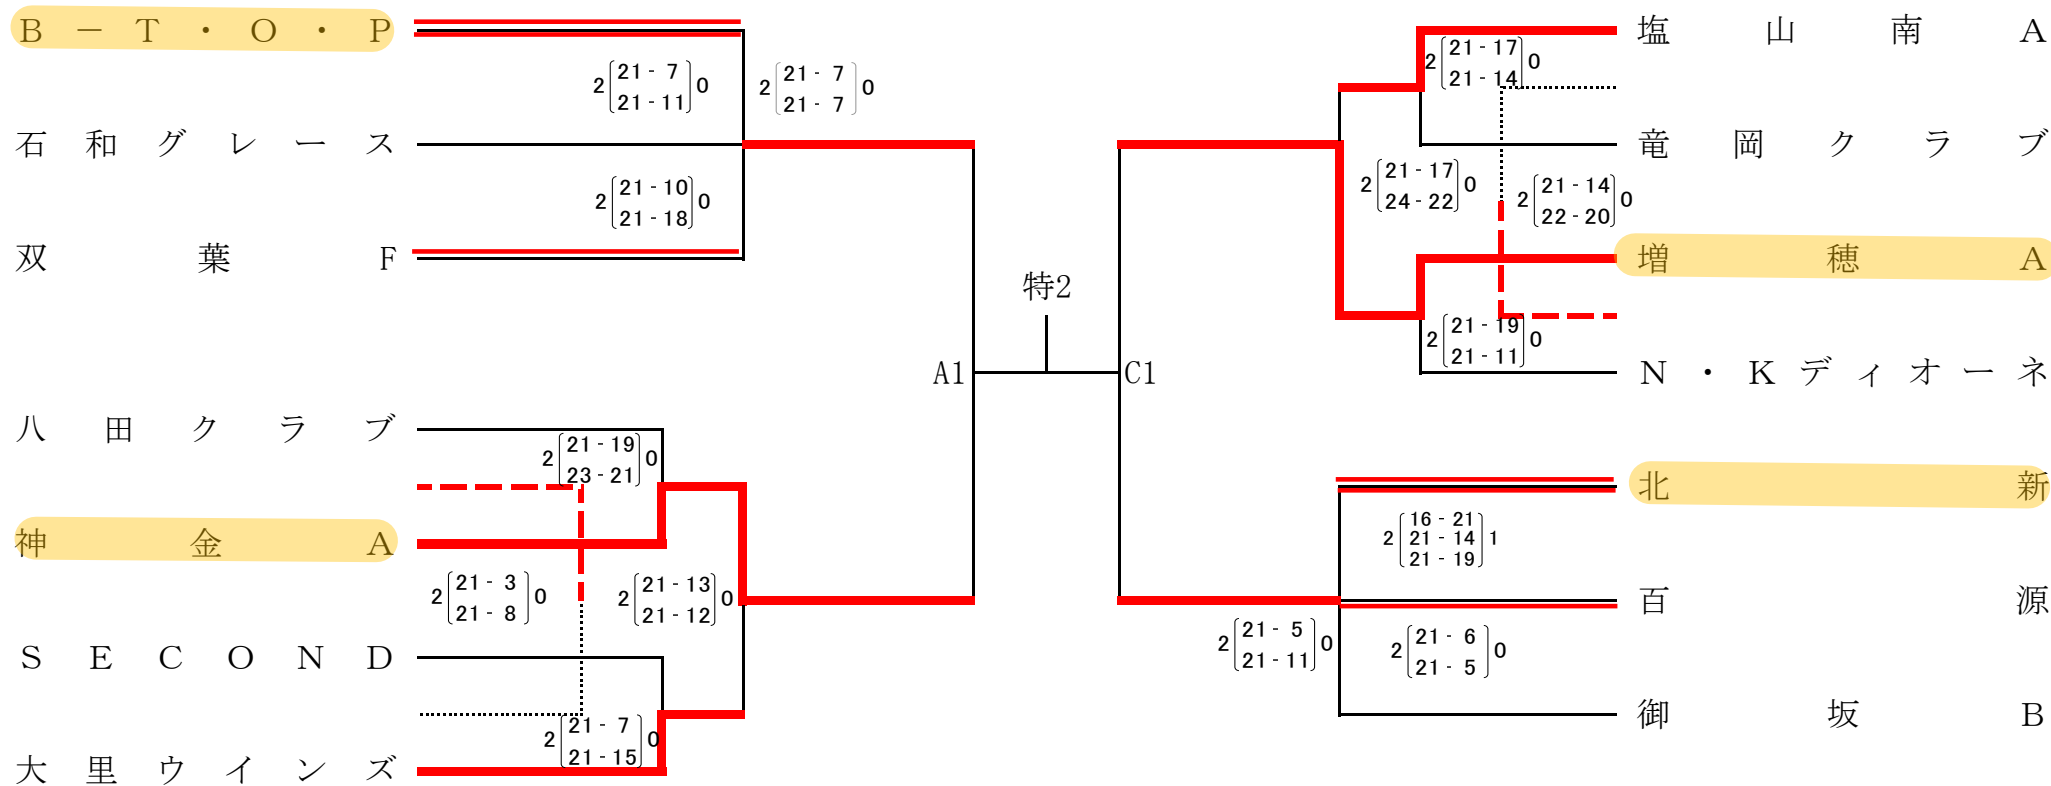 B－T・O・P
2 21 - 7 0
21 - 11
2 21 - 7 0
21 - 7
石和グレース
2 21 - 10 0
21 - 18
双葉F
八田クラブ
2 21 - 19 0
23 - 21
神金A
2 21 - 3 0
21 - 8
2 21 - 13 0
21 - 12
SECOND
2 21 - 7 0
21 - 15
大里ウインズ
特2
A1
C1
塩山南A
2 21 - 17 0
21 - 14
竜岡クラブ
2 21 - 17 0
24 - 22
2 21 - 14 0
22 - 20
増穂A
2 21 - 19 0
21 - 11
N・Kディオーネ
北新
16 - 21
2 21 - 14 1
21 - 19
百源
2 21 - 5 0
21 - 11
2 21 - 6 0
21 - 5
御坂B